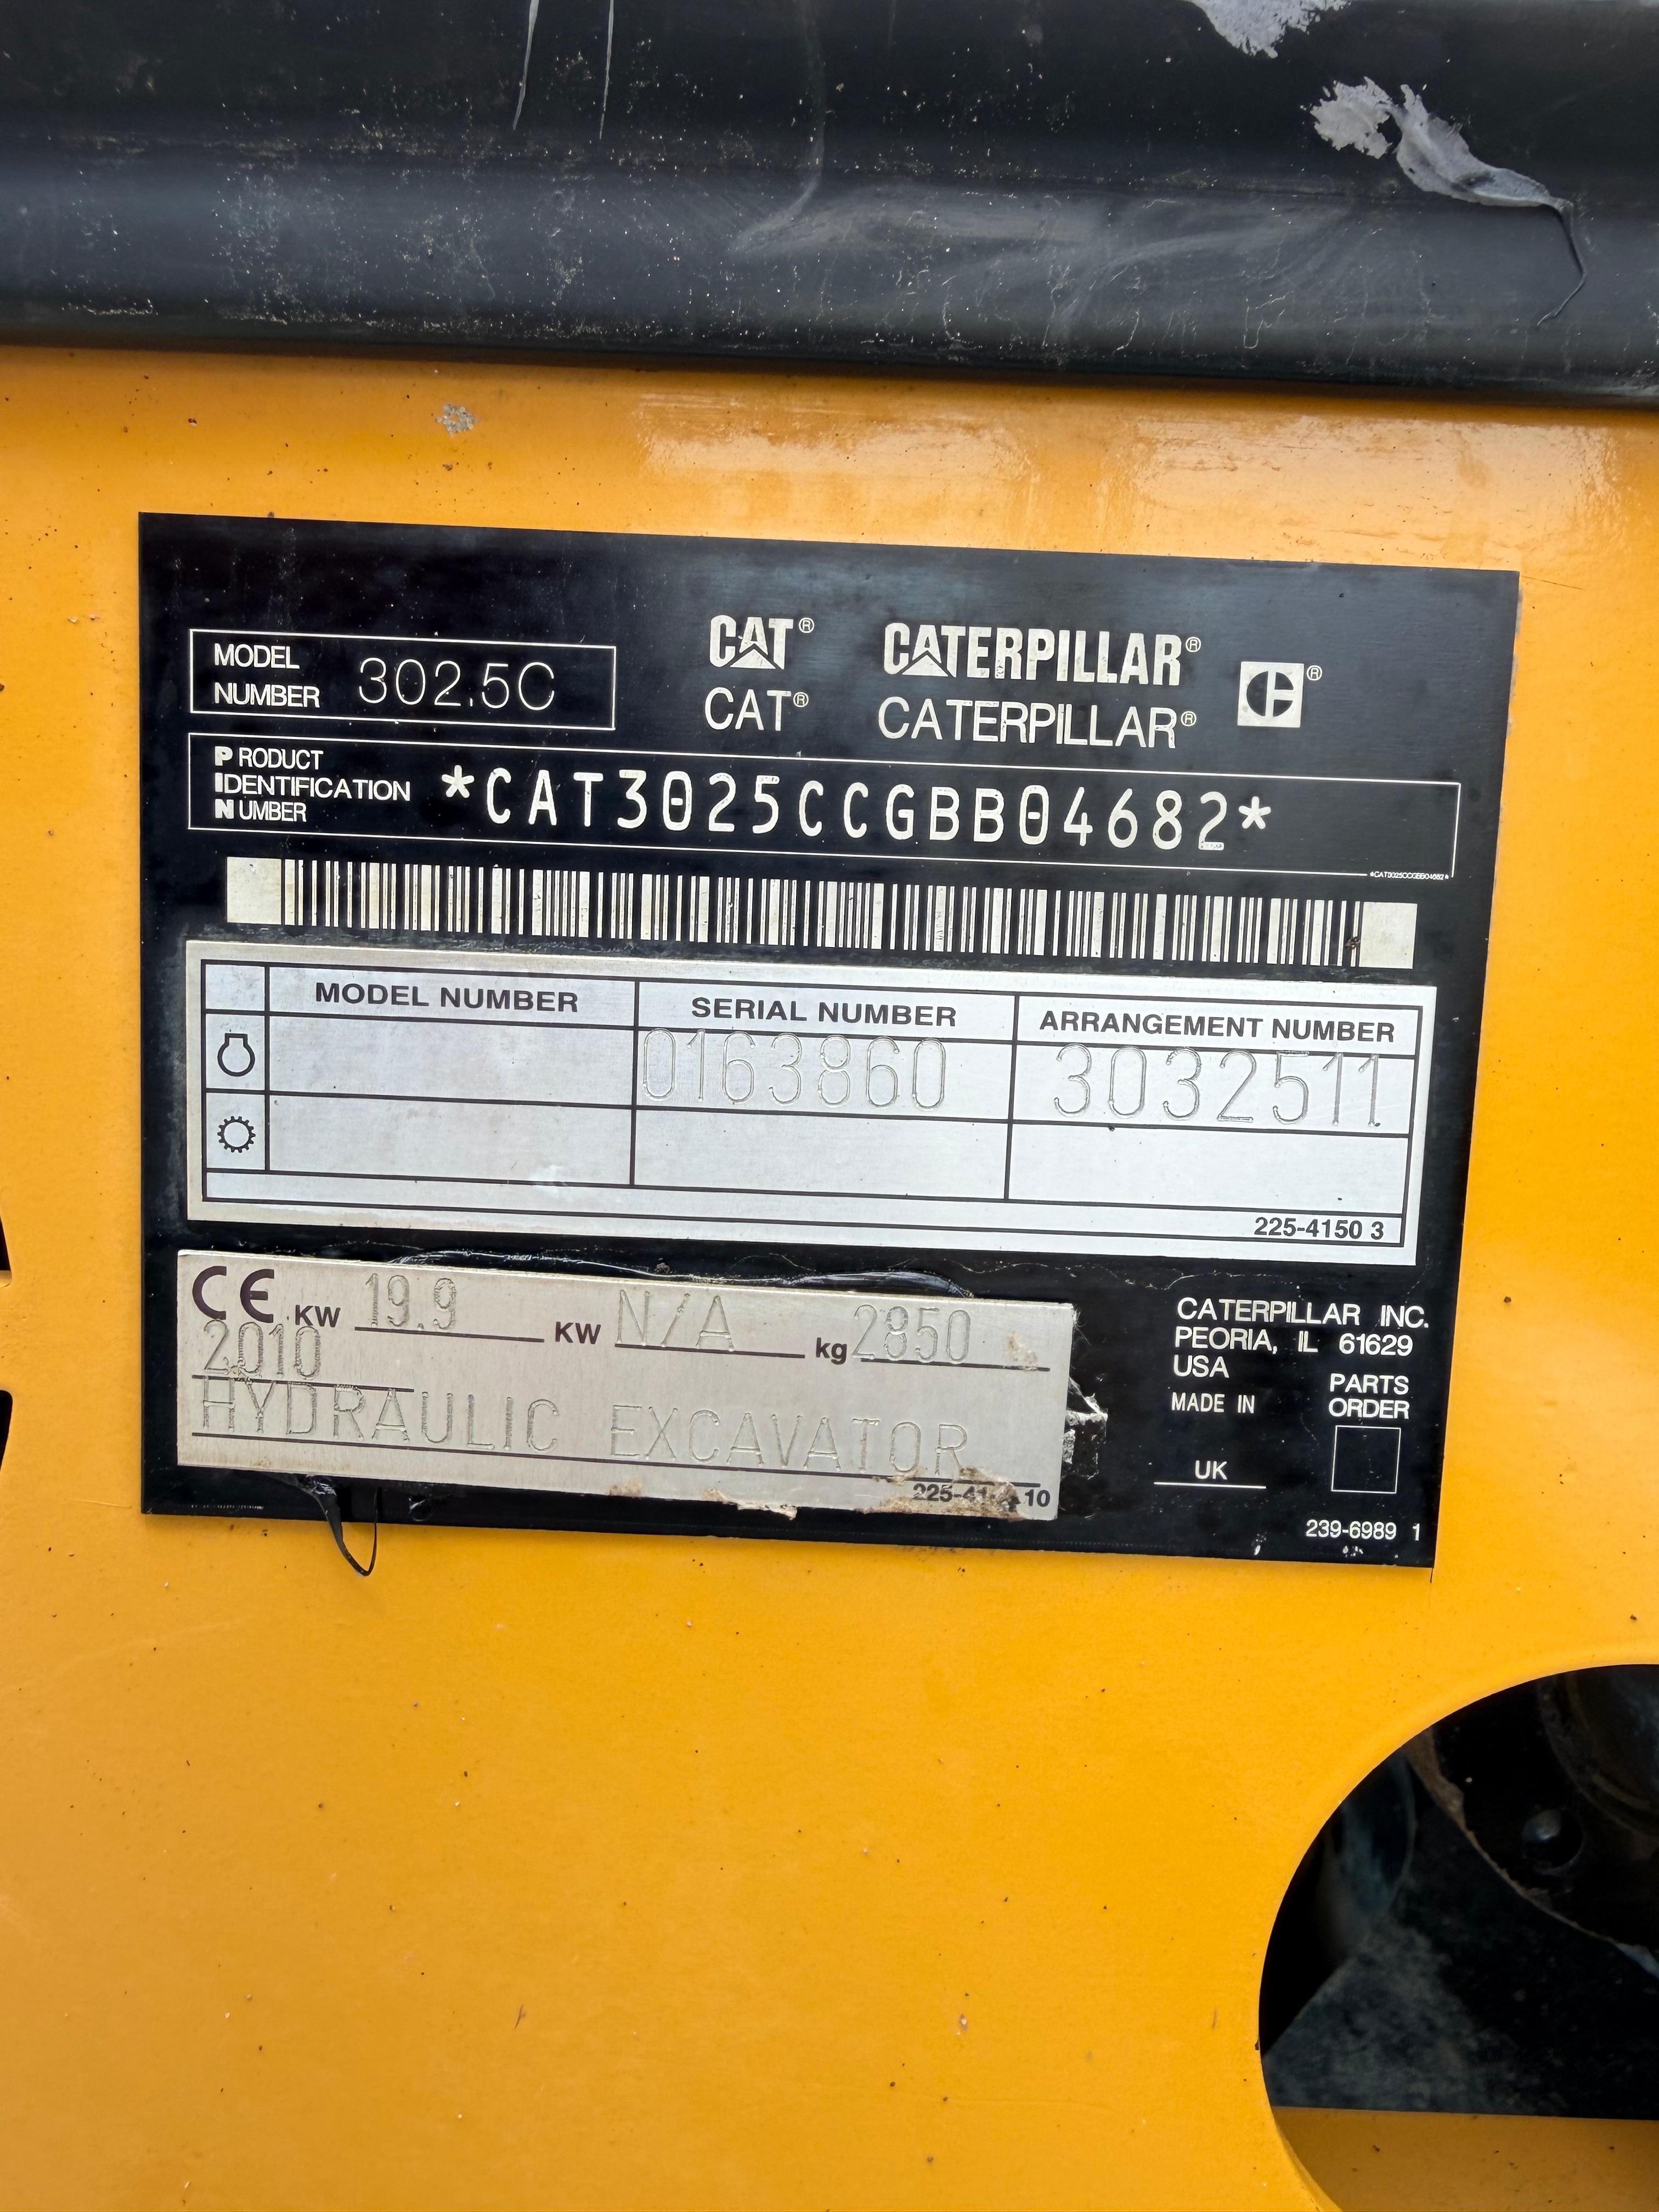 MODEL NUMBER 302.5C
CAT® CATERPILLAR® ®
CAT® CATERPILLAR®
PRODUCT IDENTIFICATION NUMBER *CAT3025CCGBB04682*
*CAT3025CCGBB04682*
MODEL NUMBER SERIAL NUMBER ARRANGEMENT NUMBER
0163860 3032511
225-4150 3
CE KW 19.9 KW N/A kg 2850
2010
HYDRAULIC EXCAVATOR
10
CATERPILLAR INC.
PEORIA, IL 61629
USA
MADE IN
UK
PARTS
ORDER
239-6989 1